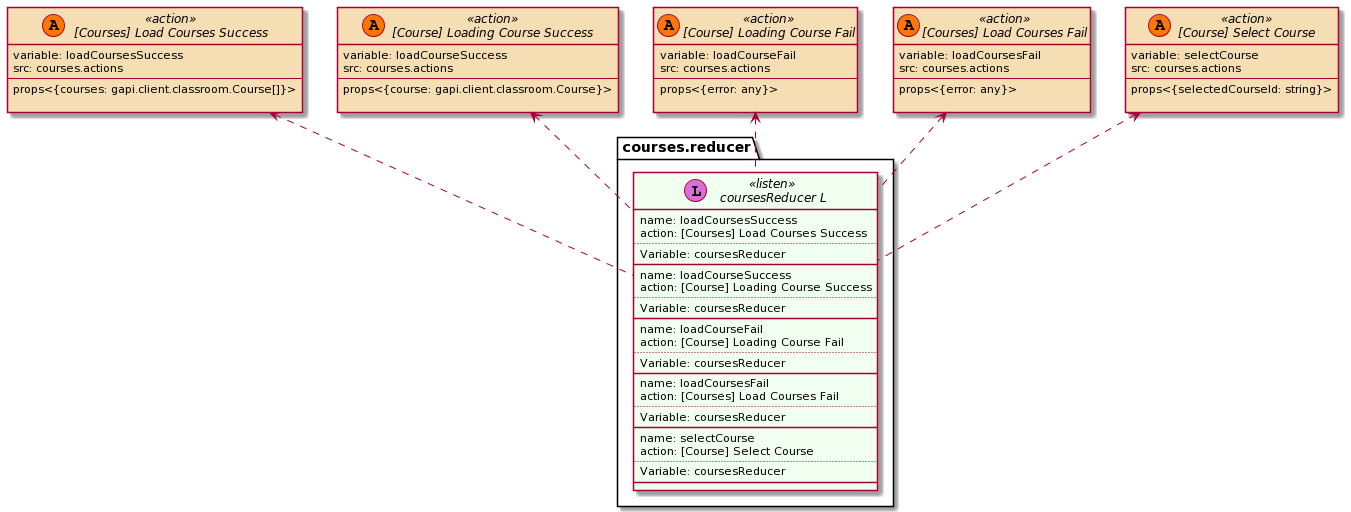 A
«action»
[Courses] Load Courses Success
variable: loadCoursesSuccess
src: courses.actions
props<{courses: gapi.client.classroom.Course[]}>
A
«action»
[Course] Loading Course Success
variable: loadCourseSuccess
src: courses.actions
props<{course: gapi.client.classroom.Course}>
A
«action»
[Course] Loading Course Fail
variable: loadCourseFail
src: courses.actions
props<{error: any}>
A
«action»
[Courses] Load Courses Fail
variable: loadCoursesFail
src: courses.actions
props<{error: any}>
A
«action»
[Course] Select Course
variable: selectCourse
src: courses.actions
props<{selectedCourseId: string}>
courses.reducer
L
«listen»
coursesReducer L
name: loadCoursesSuccess
action: [Courses] Load Courses Success
Variable: coursesReducer
name: loadCourseSuccess
action: [Course] Loading Course Success
Variable: coursesReducer
name: loadCourseFail
action: [Course] Loading Course Fail
Variable: coursesReducer
name: loadCoursesFail
action: [Courses] Load Courses Fail
Variable: coursesReducer
name: selectCourse
action: [Course] Select Course
Variable: coursesReducer